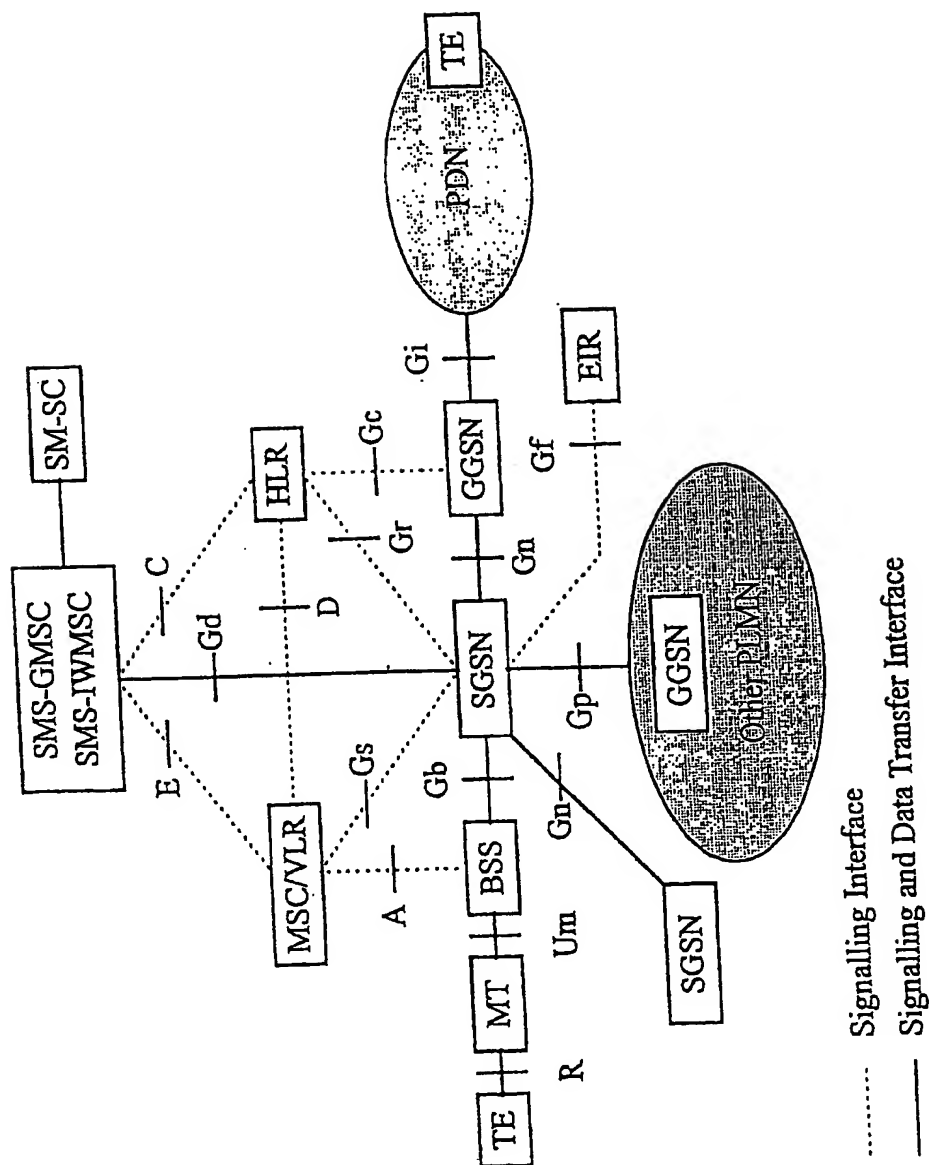 SMS-GMSC
SMS-IWMSC
SM-SC
E
Gd
C
MSC/VLR
D
HLR
Gs
Gr
Gc
A
TE
R
MT
Um
BSS
Gb
SGSN
Gn
GGSN
Gi
PDN
TE
Gn
Gp
Gf
EIR
SGSN
GGSN
Other PLMN
Signalling Interface
Signalling and Data Transfer Interface